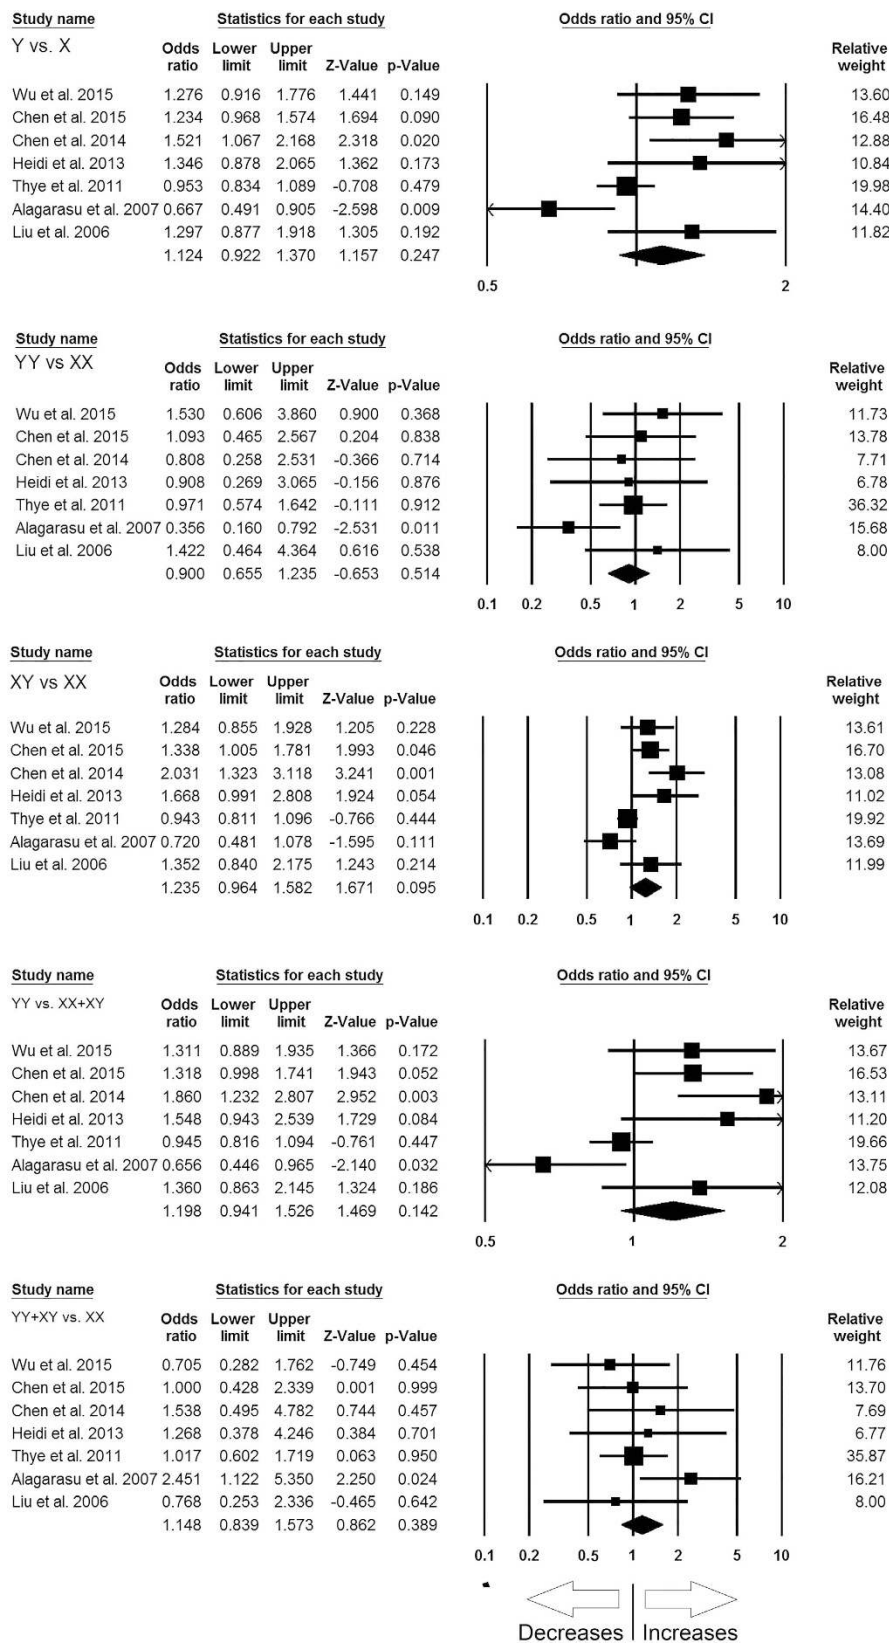 Study name Statistics for each study Odds ratio and 95% CI
Y vs. X Odds Lower Upper Relative
ratio limit limit Z-Value p-Value weight
Wu et al. 2015 1.276 0.916 1.776 1.441 0.149 13.60
Chen et al. 2015 1.234 0.968 1.574 1.694 0.090 16.48
Chen et al. 2014 1.521 1.067 2.168 2.318 0.020 12.88
Heidi et al. 2013 1.346 0.878 2.065 1.362 0.173 10.84
Thye et al. 2011 0.953 0.834 1.089 -0.708 0.479 19.98
Alagarasu et al. 2007 0.667 0.491 0.905 -2.598 0.009 14.40
Liu et al. 2006 1.297 0.877 1.918 1.305 0.192 11.82
1.124 0.922 1.370 1.157 0.247
0.5 2
Study name Statistics for each study Odds ratio and 95% CI
YY vs XX Odds Lower Upper Relative
ratio limit limit Z-Value p-Value weight
Wu et al. 2015 1.530 0.606 3.860 0.900 0.368 11.73
Chen et al. 2015 1.093 0.465 2.567 0.204 0.838 13.78
Chen et al. 2014 0.808 0.258 2.531 -0.366 0.714 7.71
Heidi et al. 2013 0.908 0.269 3.065 -0.156 0.876 6.78
Thye et al. 2011 0.971 0.574 1.642 -0.111 0.912 36.32
Alagarasu et al. 2007 0.356 0.160 0.792 -2.531 0.011 15.68
Liu et al. 2006 1.422 0.464 4.364 0.616 0.538 8.00
0.900 0.655 1.235 -0.653 0.514
0.1 0.2 0.5 1 2 5 10
Study name Statistics for each study Odds ratio and 95% CI
XY vs XX Odds Lower Upper Relative
ratio limit limit Z-Value p-Value weight
Wu et al. 2015 1.284 0.855 1.928 1.205 0.228 13.61
Chen et al. 2015 1.338 1.005 1.781 1.993 0.046 16.70
Chen et al. 2014 2.031 1.323 3.118 3.241 0.001 13.08
Heidi et al. 2013 1.668 0.991 2.808 1.924 0.054 11.02
Thye et al. 2011 0.943 0.811 1.096 -0.766 0.444 19.92
Alagarasu et al. 2007 0.720 0.481 1.078 -1.595 0.111 13.69
Liu et al. 2006 1.352 0.840 2.175 1.243 0.214 11.99
1.235 0.964 1.582 1.671 0.095
0.1 0.2 0.5 1 2 5 10
Study name Statistics for each study Odds ratio and 95% CI
YY vs. XX+XY Odds Lower Upper Relative
ratio limit limit Z-Value p-Value weight
Wu et al. 2015 1.311 0.889 1.935 1.366 0.172 13.67
Chen et al. 2015 1.318 0.998 1.741 1.943 0.052 16.53
Chen et al. 2014 1.860 1.232 2.807 2.952 0.003 13.11
Heidi et al. 2013 1.548 0.943 2.539 1.729 0.084 11.20
Thye et al. 2011 0.945 0.816 1.094 -0.761 0.447 19.66
Alagarasu et al. 2007 0.656 0.446 0.965 -2.140 0.032 13.75
Liu et al. 2006 1.360 0.863 2.145 1.324 0.186 12.08
1.198 0.941 1.526 1.469 0.142
0.5 1 2
Study name Statistics for each study Odds ratio and 95% CI
YY+XY vs. XX Odds Lower Upper Relative
ratio limit limit Z-Value p-Value weight
Wu et al. 2015 0.705 0.282 1.762 -0.749 0.454 11.76
Chen et al. 2015 1.000 0.428 2.339 0.001 0.999 13.70
Chen et al. 2014 1.538 0.495 4.782 0.744 0.457 7.69
Heidi et al. 2013 1.268 0.378 4.246 0.384 0.701 6.77
Thye et al. 2011 1.017 0.602 1.719 0.063 0.950 35.87
Alagarasu et al. 2007 2.451 1.122 5.350 2.250 0.024 16.21
Liu et al. 2006 0.768 0.253 2.336 -0.465 0.642 8.00
1.148 0.839 1.573 0.862 0.389
0.1 0.2 0.5 1 2 5 10
Decreases Increases